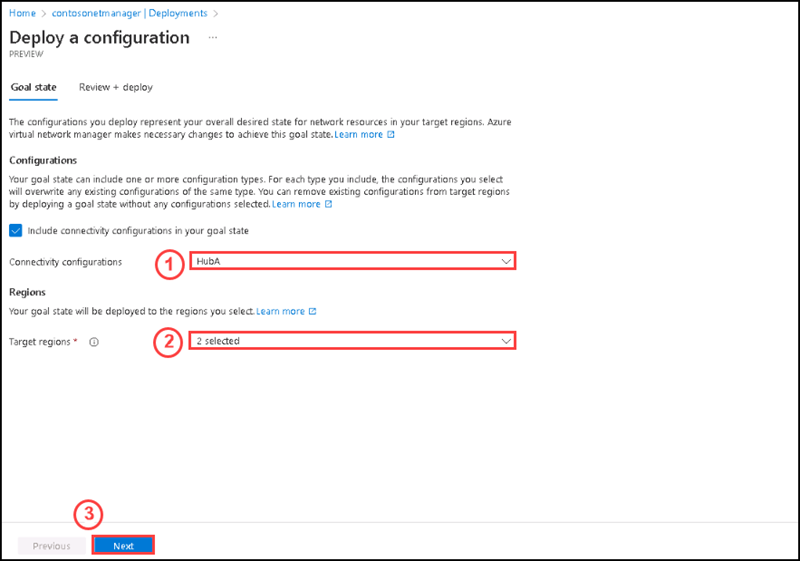 Home > contosonetmanager | Deployments >
Deploy a configuration ...
PREVIEW
Goal state Review + deploy
The configurations you deploy represent your overall desired state for network resources in your target regions. Azure
virtual network manager makes necessary changes to achieve this goal state. Learn more
Configurations
Your goal state can include one or more configuration types. For each type you include, the configurations you select
will overwrite any existing configurations of the same type. You can remove existing configurations from target regions
by deploying a goal state without any configurations selected. Learn more
Include connectivity configurations in your goal state
Connectivity configurations 1 HubA
Regions
Your goal state will be deployed to the regions you select. Learn more
Target regions * 2 2 selected
3
Previous Next